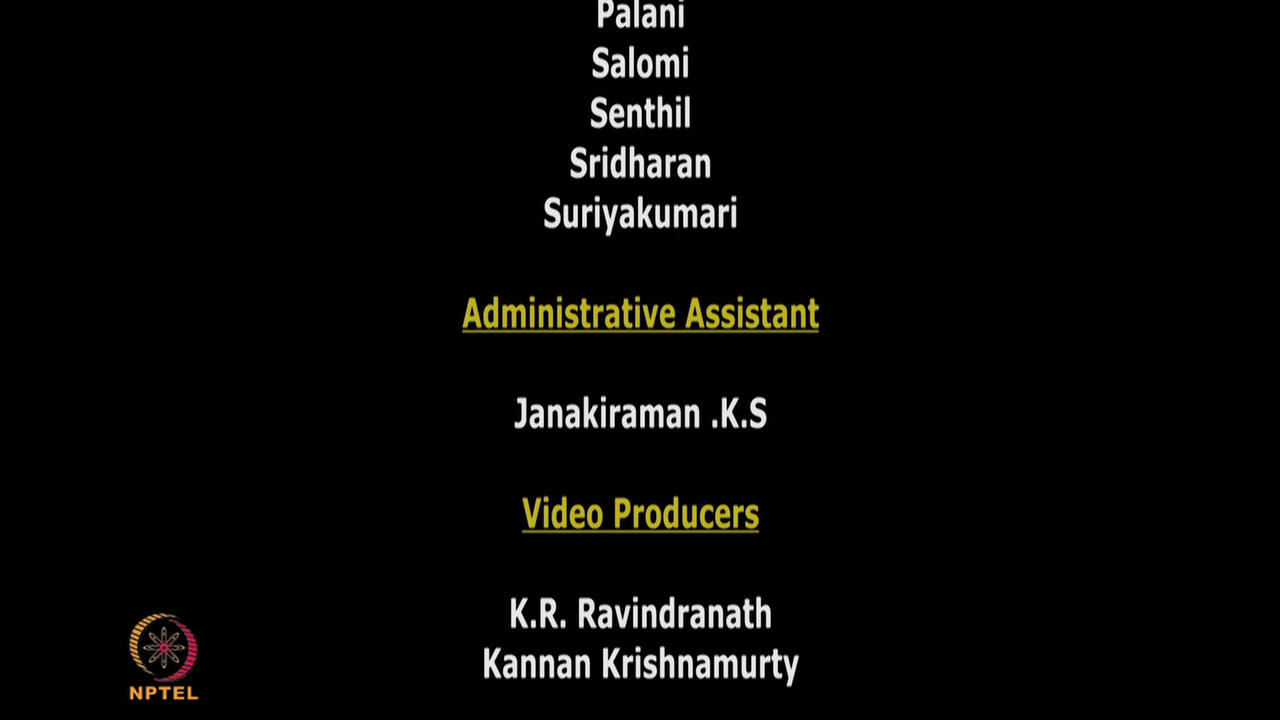 Palani
Salomi
Senthil
Sridharan
Suriyakumari
Administrative Assistant
Janakiraman .K.S
Video Producers
K.R. Ravindranath
Kannan Krishnamurty
NPTEL